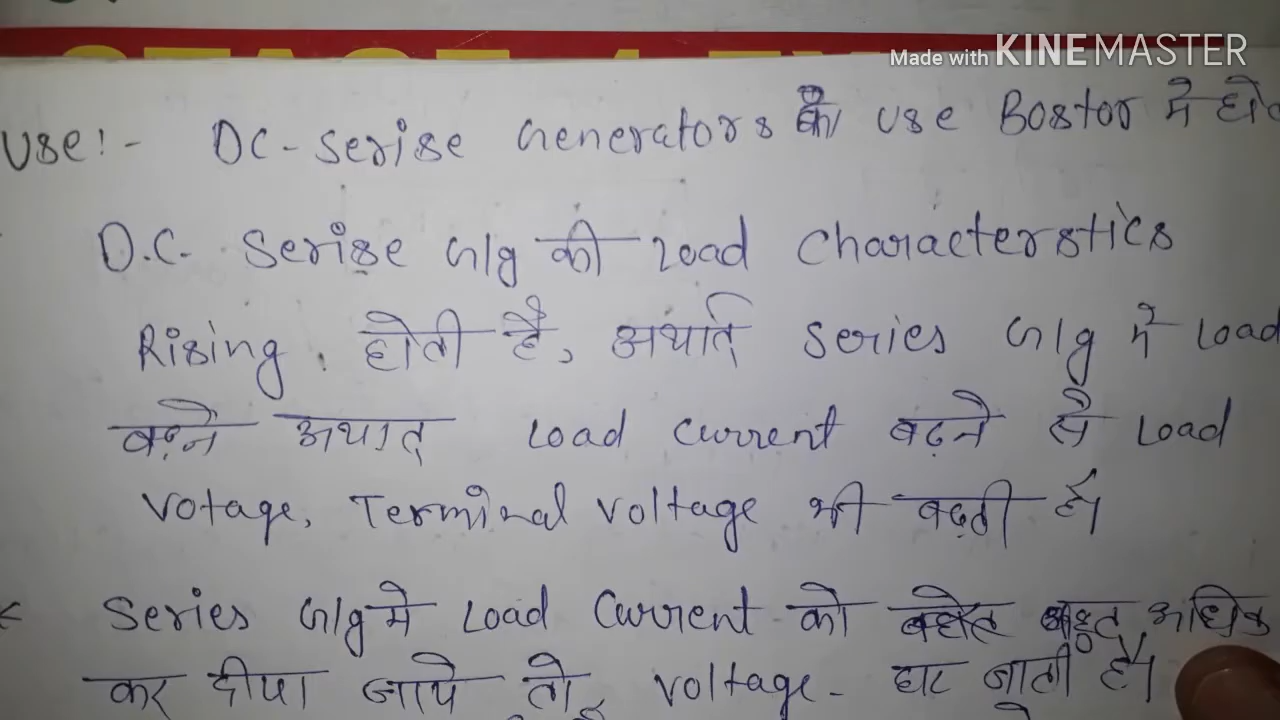 Made with KINEMASTER
Use:- DC-Serise Generators का use Bostor मे
D.C. Serise G/g की Load Characterstics
Rising होती है, अर्थात Series G/g मे Load
बढ़ने अर्थात Load Current बढ़ने से Load
Votage, Terminal Voltage भी बढ़ती है।
Series G/g मे Load Current को बहोत बहुत अधिक
कर दीया जाये तो, Voltage- घट जाती है।